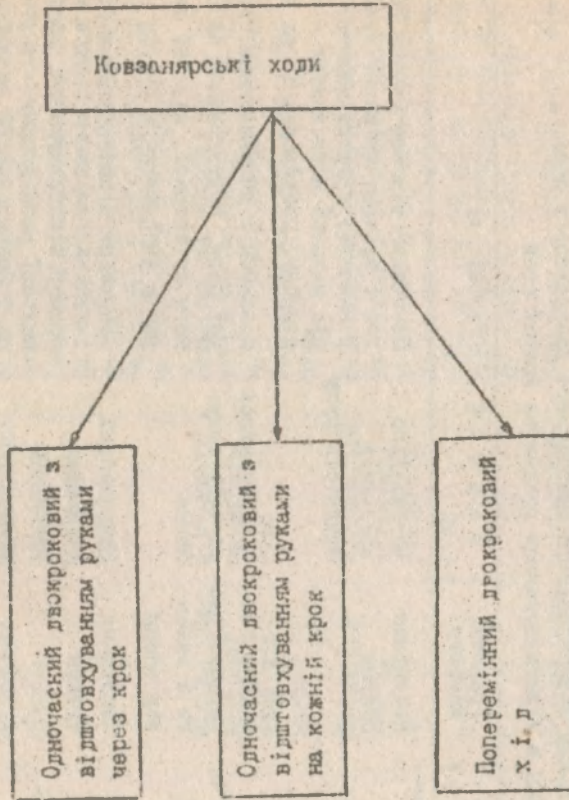 Ковзанярські ходи
Одночасний двокроковий з
відштовхуванням руками
через крок
Одночасний двокроковий з
відштовхуванням руками
на кожній крок
Поперемінний двокроковий
х і д